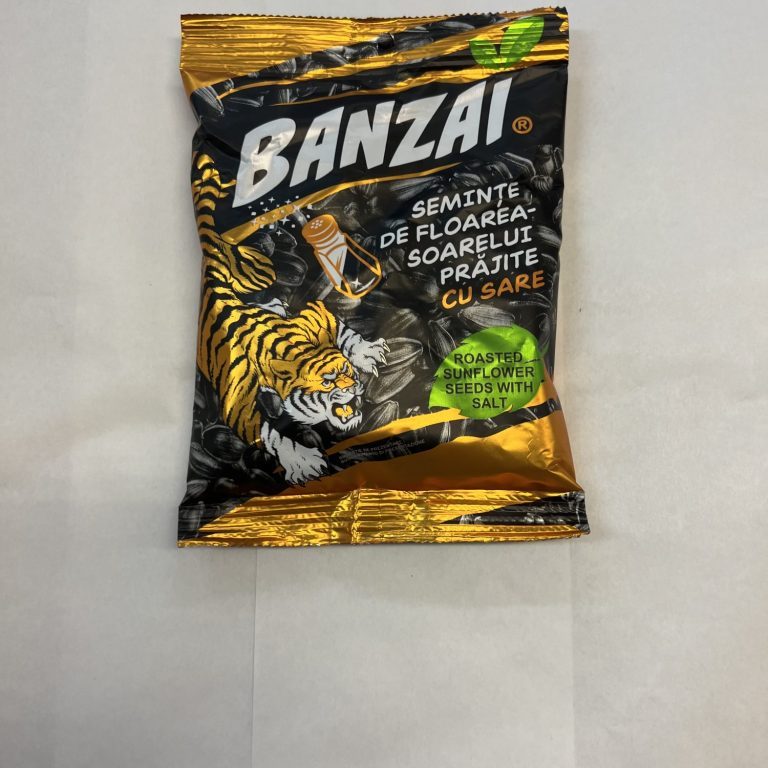 BANZAI ®
SEMINȚE
DE FLOAREA-
SOARELUI
PRĂJITE
CU SARE
ROASTED
SUNFLOWER
SEEDS WITH
SALT